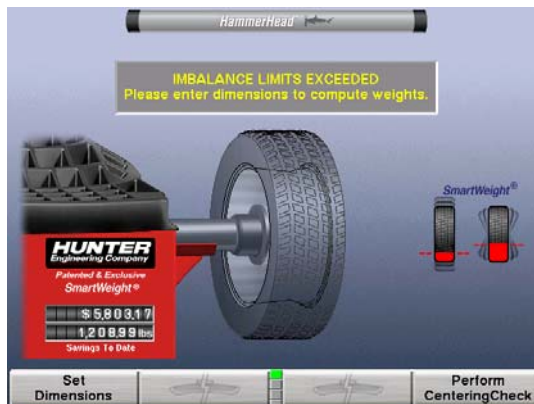 HammerHead
IMBALANCE LIMITS EXCEEDED
Please enter dimensions to compute weights.
SmartWeight®
HUNTER
Engineering Company
Patented & Exclusive
SmartWeight®
$5,803.17
1,208.99 lbs
Savings To Date
Set
Dimensions
Perform
CenteringCheck